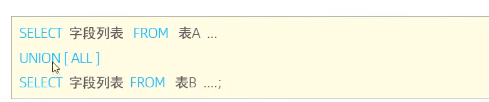 SELECT 字段列表 FROM 表A ...
UNION [ ALL ]
SELECT 字段列表 FROM 表B ....;